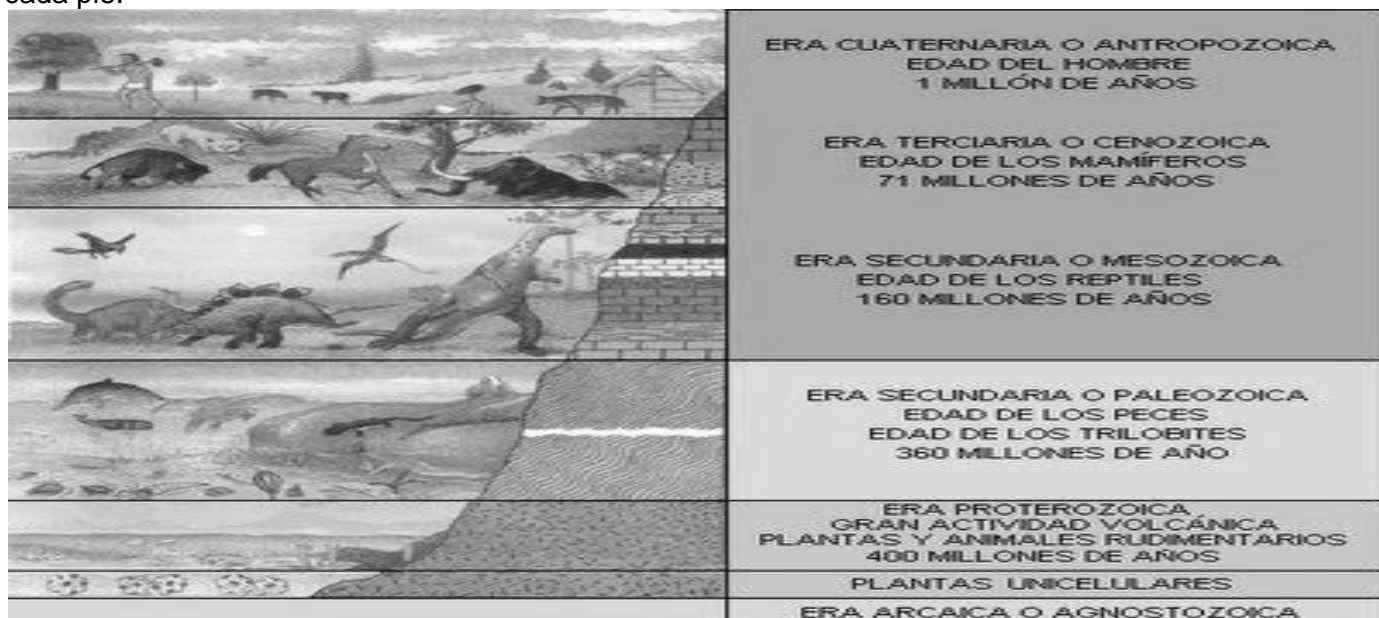 cada pie.
ERA CUATERNARIA O ANTROPOZOICA
EDAD DEL HOMBRE
1 MILLÓN DE AÑOS
ERA TERCIARIA O CENOZOICA
EDAD DE LOS MAMÍFEROS
71 MILLONES DE AÑOS
ERA SECUNDARIA O MESOZOICA
EDAD DE LOS REPTILES
160 MILLONES DE AÑOS
ERA SECUNDARIA O PALEOZOICA
EDAD DE LOS PECES
EDAD DE LOS TRILOBITES
360 MILLONES DE AÑO
ERA PROTEROZOICA
GRAN ACTIVIDAD VOLCÁNICA
PLANTAS Y ANIMALES RUDIMENTARIOS
400 MILLONES DE AÑOS
PLANTAS UNICELULARES
ERA ARCAICA O AGNOSTOZOICA